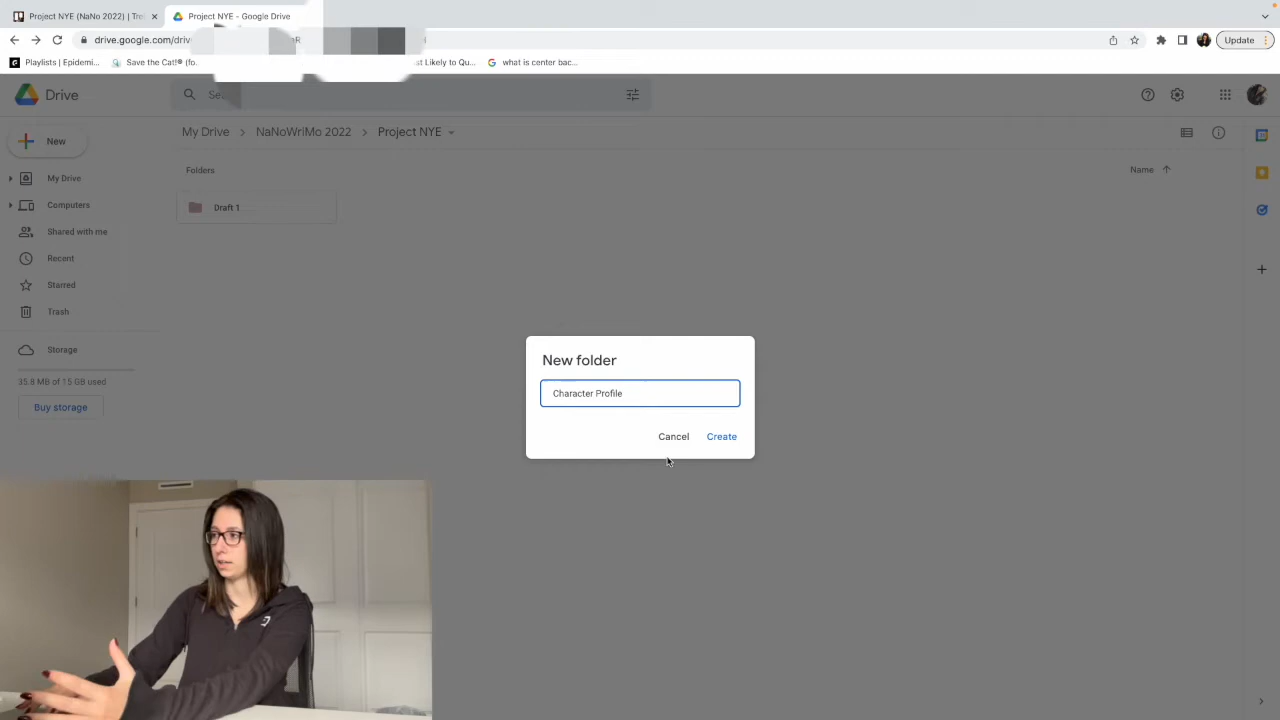 Project NYE (NaNo 2022) | Tre
Project NYE - Google Drive
drive.google.com/driv
Update
Playlists | Epidemi...
Save the Cat!® (fo.
st Likely to Qu...
what is center bac...
Drive
Sea
New
My Drive > NaNoWriMo 2022 > Project NYE
Folders
Name
My Drive
Draft 1
Computers
Shared with me
Recent
Starred
Trash
Storage
35.8 MB of 15 GB used
Buy storage
New folder
Character Profile
Cancel
Create